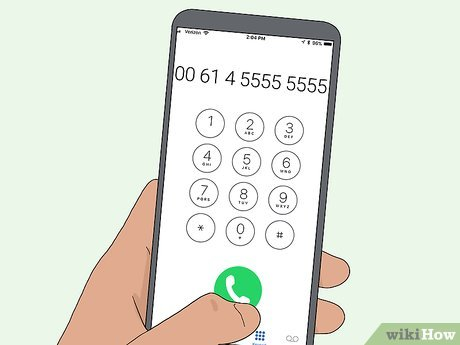 Verizon 2:04 PM 96%
00 61 4 5555 5555
1 2 3
ABC DEF
4 5 6
GHI JKL MNO
7 8 9
PQRS TUV WXYZ
* 0 #
+
wikiHow